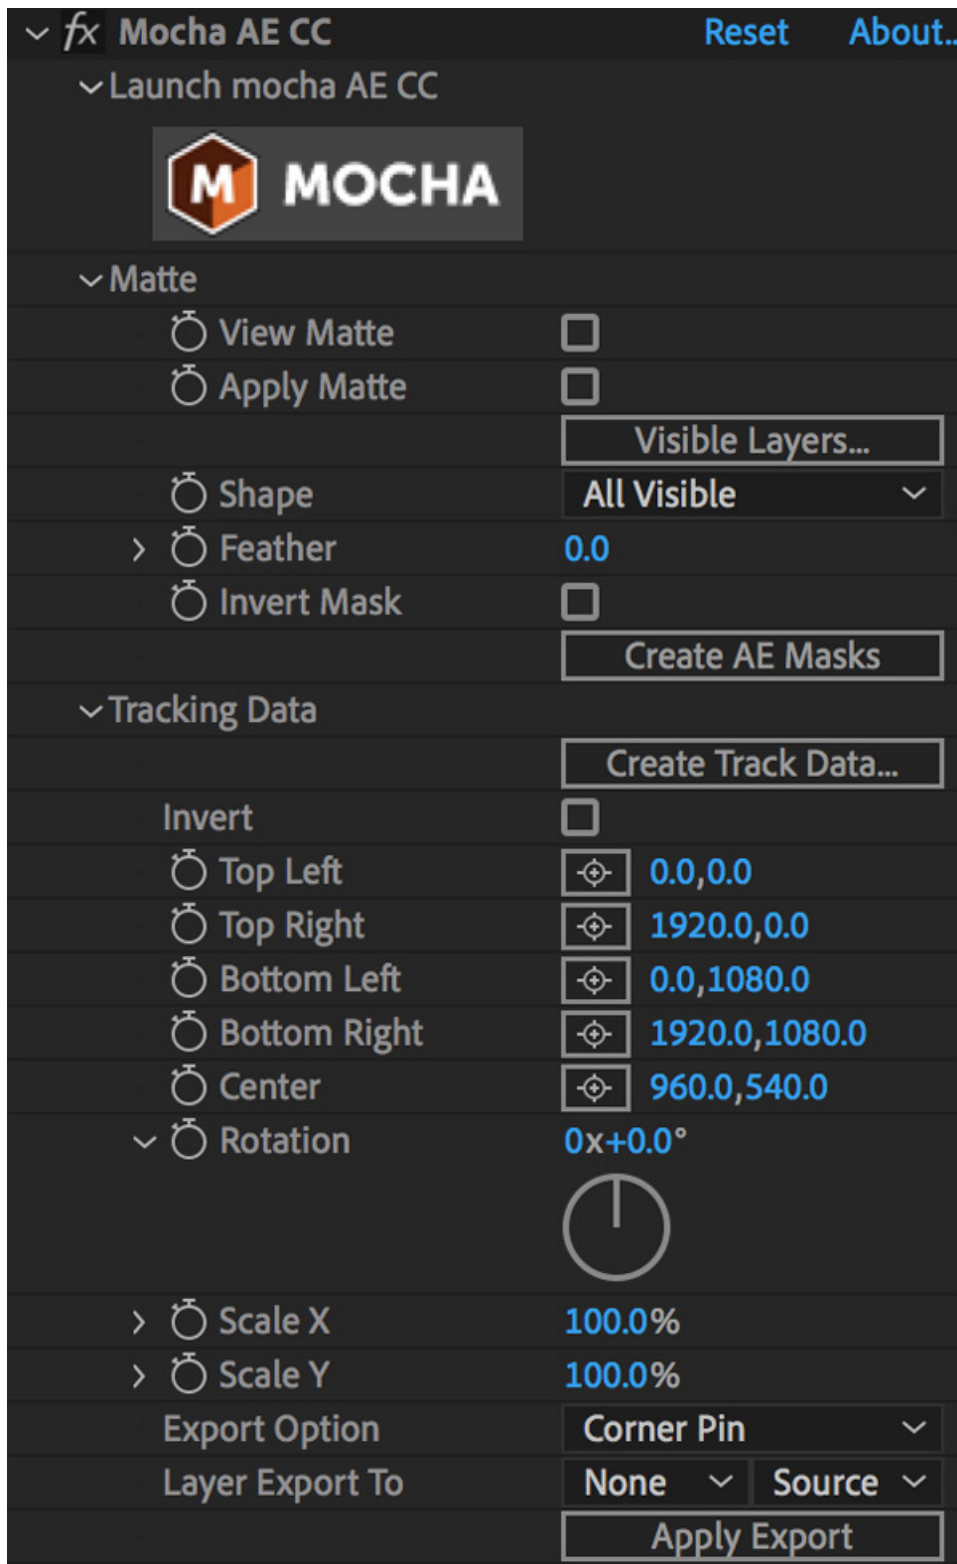 fx Mocha AE CC Reset About..
Launch mocha AE CC
M MOCHA
Matte
View Matte
Apply Matte
Visible Layers...
Shape All Visible
Feather 0.0
Invert Mask
Create AE Masks
Tracking Data
Create Track Data...
Invert
Top Left 0.0,0.0
Top Right 1920.0,0.0
Bottom Left 0.0,1080.0
Bottom Right 1920.0,1080.0
Center 960.0,540.0
Rotation 0x+0.0°
Scale X 100.0%
Scale Y 100.0%
Export Option Corner Pin
Layer Export To None Source
Apply Export